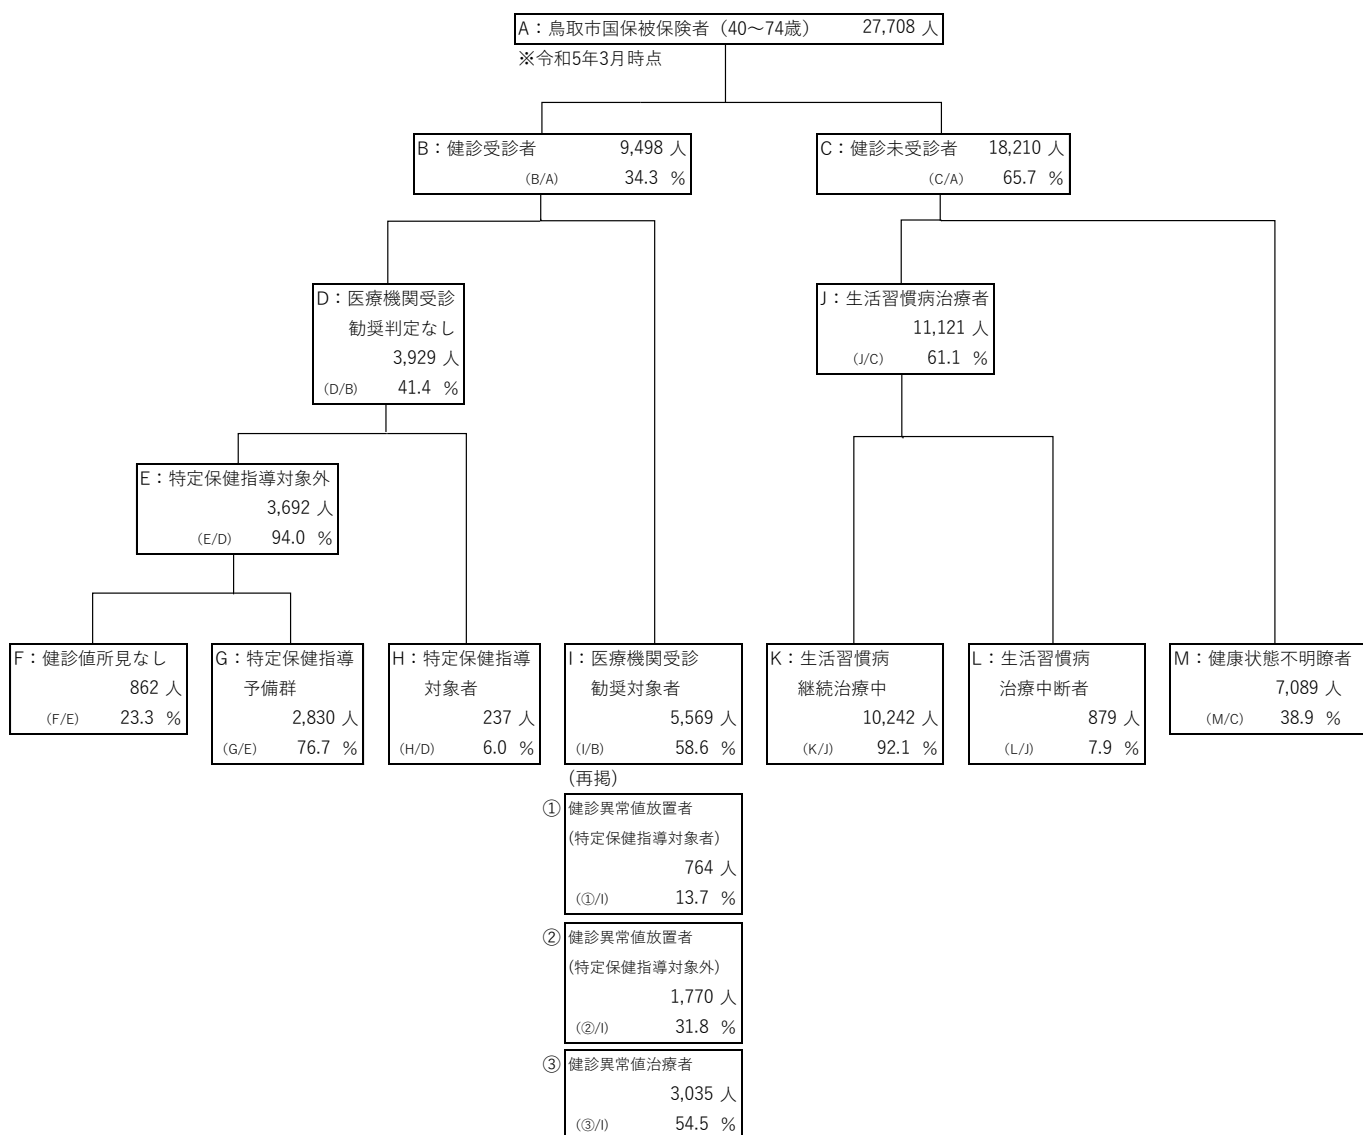 A：鳥取市国保被保険者（40～74歳） 27,708 人
※令和5年3月時点
B：健診受診者 9,498 人
（B/A） 34.3 %
C：健診未受診者 18,210 人
（C/A） 65.7 %
D：医療機関受診
勧奨判定なし
3,929 人
（D/B） 41.4 %
J：生活習慣病治療者
11,121 人
（J/C） 61.1 %
E：特定保健指導対象外
3,692 人
（E/D） 94.0 %
F：健診値所見なし
862 人
（F/E） 23.3 %
G：特定保健指導
予備群
2,830 人
（G/E） 76.7 %
H：特定保健指導
対象者
237 人
（H/D） 6.0 %
I：医療機関受診
勧奨対象者
5,569 人
（I/B） 58.6 %
K：生活習慣病
継続治療中
10,242 人
（K/J） 92.1 %
L：生活習慣病
治療中断者
879 人
（L/J） 7.9 %
M：健康状態不明瞭者
7,089 人
（M/C） 38.9 %
（再掲）
① 健診異常値放置者
(特定保健指導対象者)
764 人
（①/I） 13.7 %
② 健診異常値放置者
(特定保健指導対象外)
1,770 人
（②/I） 31.8 %
③ 健診異常値治療者
3,035 人
（③/I） 54.5 %